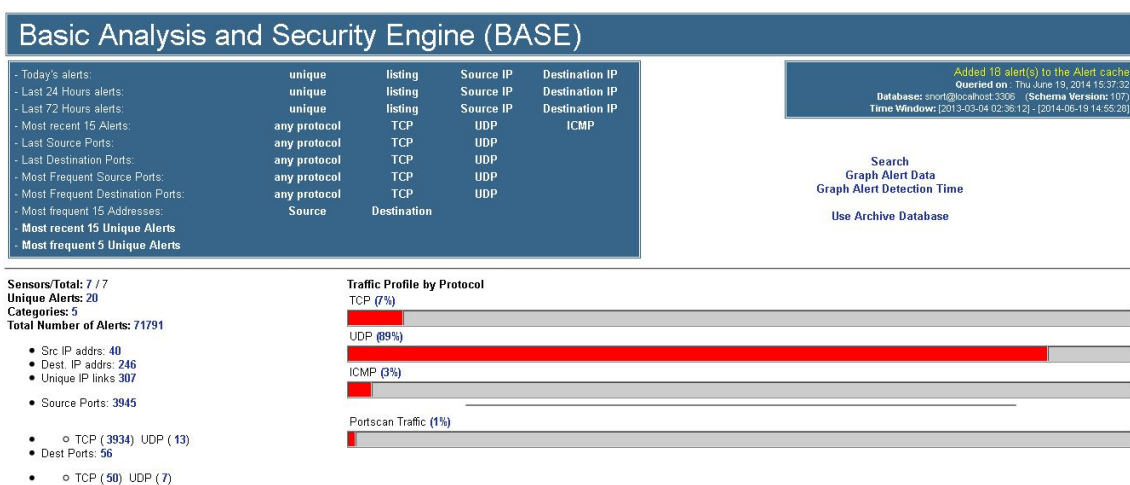 Basic Analysis and Security Engine (BASE)
- Today's alerts: unique listing Source IP Destination IP
- Last 24 Hours alerts: unique listing Source IP Destination IP
- Last 72 Hours alerts: unique listing Source IP Destination IP
- Most recent 15 Alerts: any protocol TCP UDP ICMP
- Last Source Ports: any protocol TCP UDP
- Last Destination Ports: any protocol TCP UDP
- Most Frequent Source Ports: any protocol TCP UDP
- Most Frequent Destination Ports: any protocol TCP UDP
- Most frequent 15 Addresses: Source Destination
- Most recent 15 Unique Alerts
- Most frequent 5 Unique Alerts
Added 18 alert(s) to the Alert cache
Queried on : Thu June 19, 2014 15:37:32
Database: snort@localhost:3306 (Schema Version: 107)
Time Window: [2013-03-04 02:36:12] - [2014-06-19 14:55:28]
Search
Graph Alert Data
Graph Alert Detection Time
Use Archive Database
Sensors/Total: 7 / 7
Unique Alerts: 20
Categories: 5
Total Number of Alerts: 71791
Src IP addrs: 40
Dest. IP addrs: 246
Unique IP links 307
Source Ports: 3945
TCP ( 3934) UDP ( 13)
Dest Ports: 56
TCP ( 50) UDP ( 7)
Traffic Profile by Protocol
TCP (7%)
UDP (89%)
ICMP (3%)
Portscan Traffic (1%)